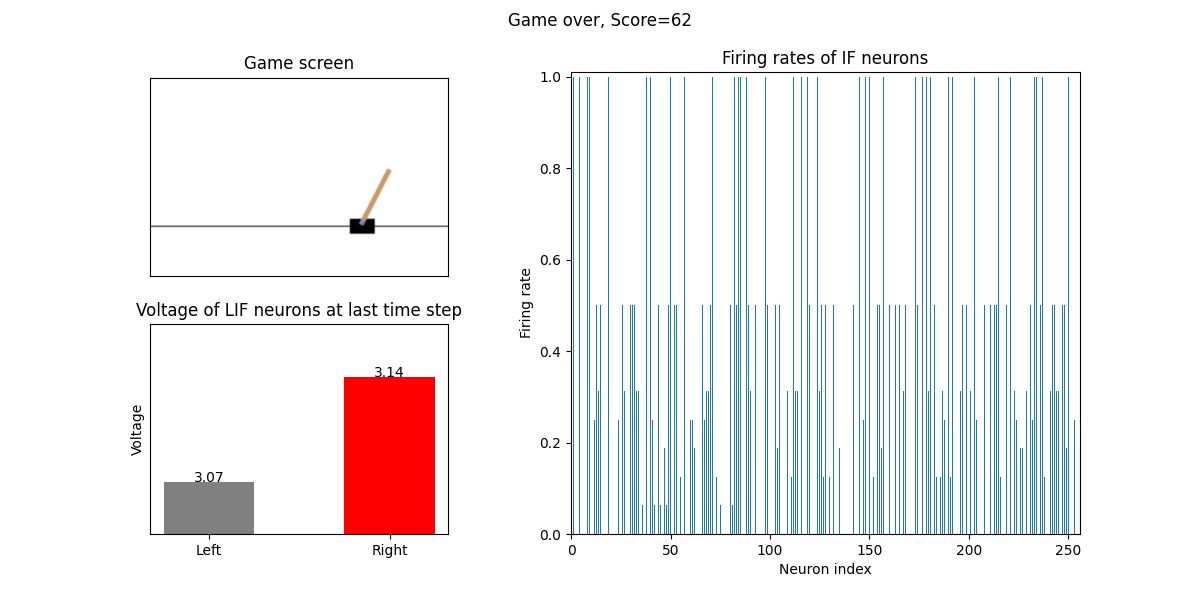 Game over, Score=62
Game screen
Voltage of LIF neurons at last time step
Voltage
3.07
3.14
Left
Right
Firing rates of IF neurons
Firing rate
1.0
0.8
0.6
0.4
0.2
0.0
0
50
100
150
200
250
Neuron index